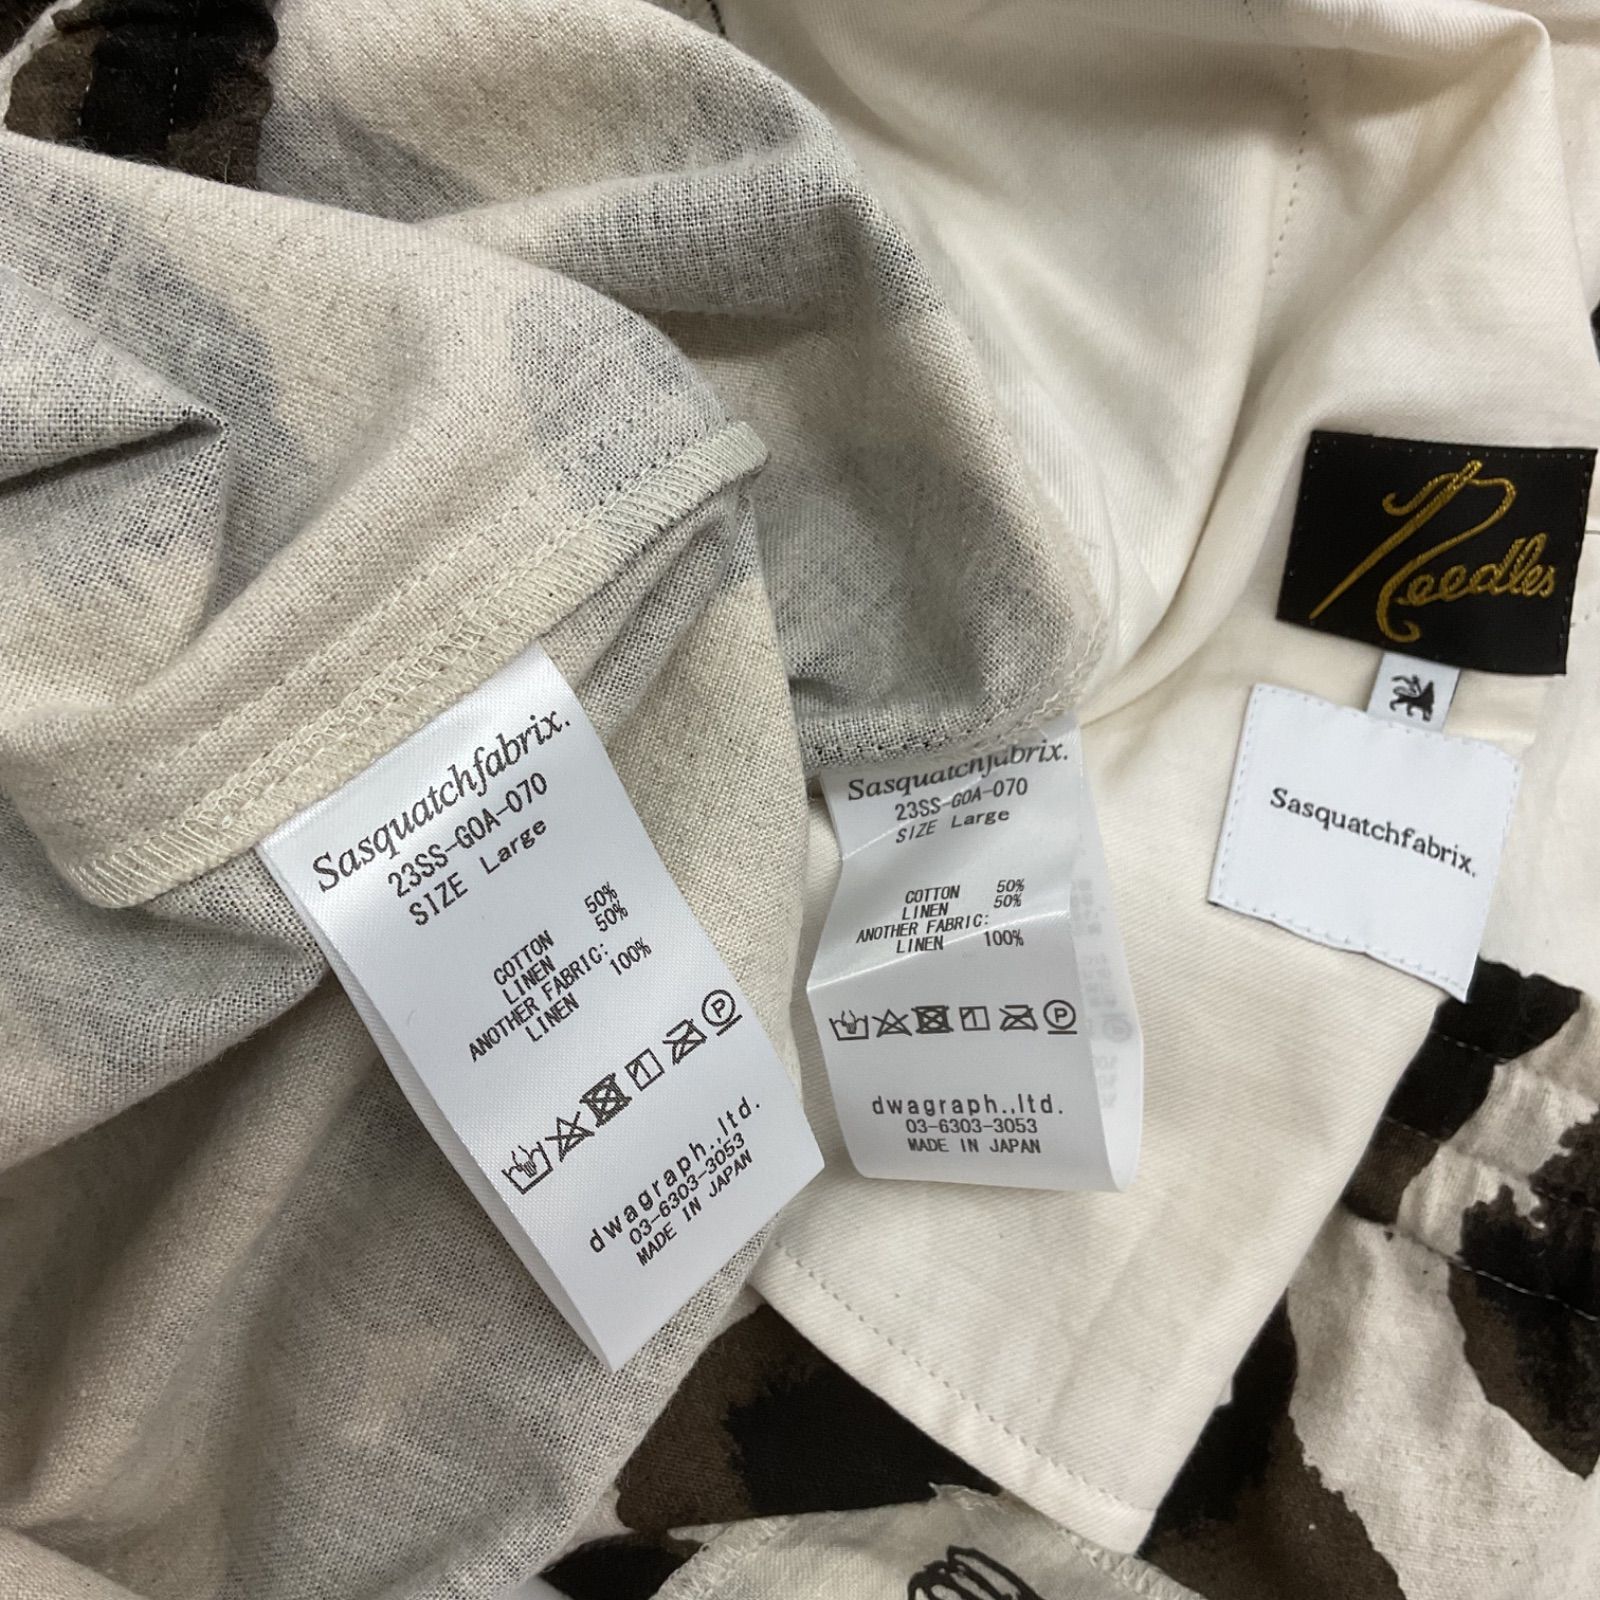 Needles
M
Sasquatchfabrix.
Sasquatchfabrix.
23SS-GOA-070
SIZE Large
COTTON 50%
LINEN 50%
ANOTHER FABRIC:
LINEN 100%
P
dwagraph.,ltd.
03-6303-3053
MADE IN JAPAN
Sasquatchfabrix.
23SS-GOA-070
SIZE Large
COTTON 50%
LINEN 50%
ANOTHER FABRIC:
LINEN 100%
P
dwagraph.,ltd.
03-6303-3053
MADE IN JAPAN